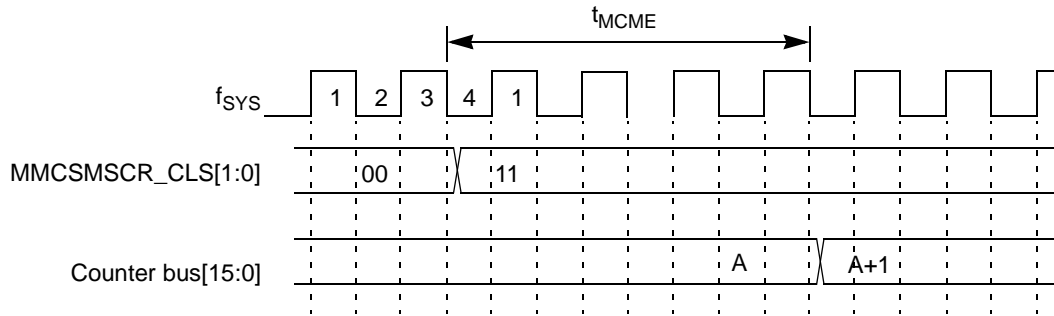 tMCME
fSYS 1 2 3 4 1
MMCSMSCR_CLS[1:0] 00 11
Counter bus[15:0] A A+1